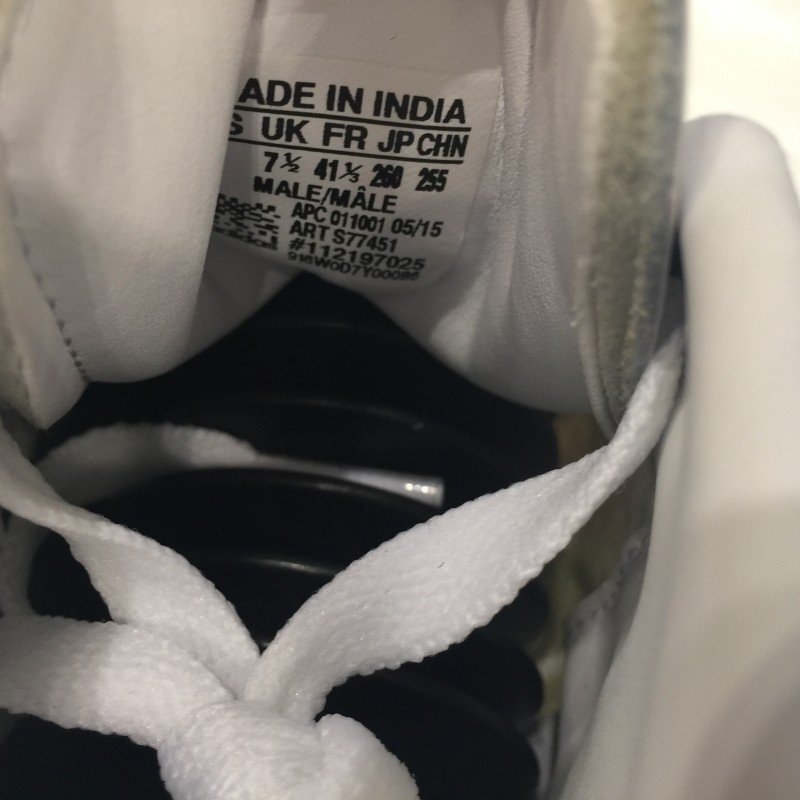 ADE IN INDIA
S UK FR JP CHN
7½ 41⅓ 260 255
MALE/MÂLE
APC 011001 05/15
ART S77451
#112197025
916W0D7Y00086